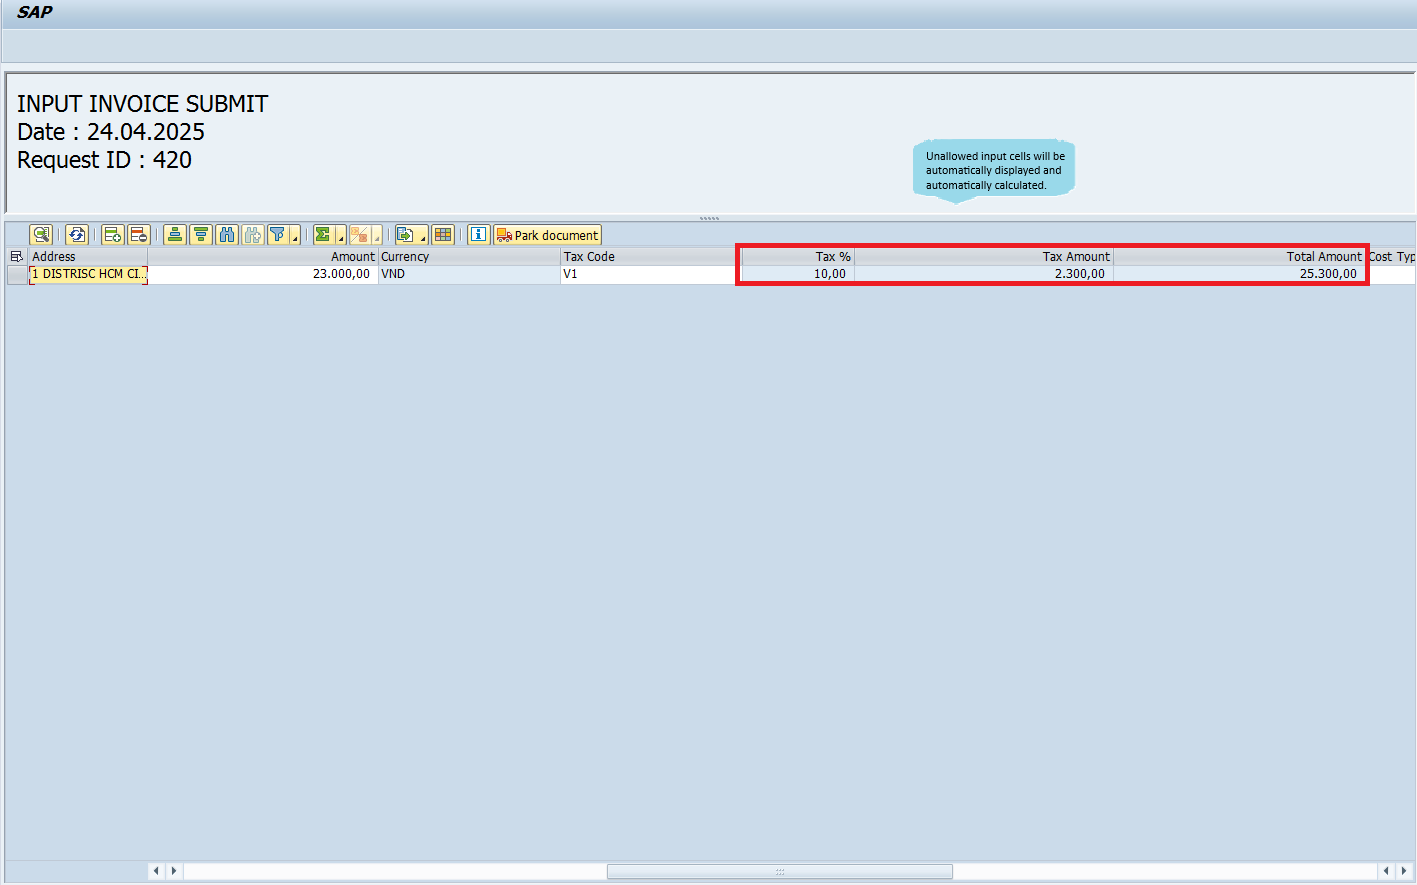 SAP
INPUT INVOICE SUBMIT
Date : 24.04.2025
Request ID : 420
Unallowed input cells will be
automatically displayed and
automatically calculated.
Park document
Address Amount Currency Tax Code Tax % Tax Amount Total Amount Cost Typ
1 DISTRISC HCM CI... 23.000,00 VND V1 10,00 2.300,00 25.300,00